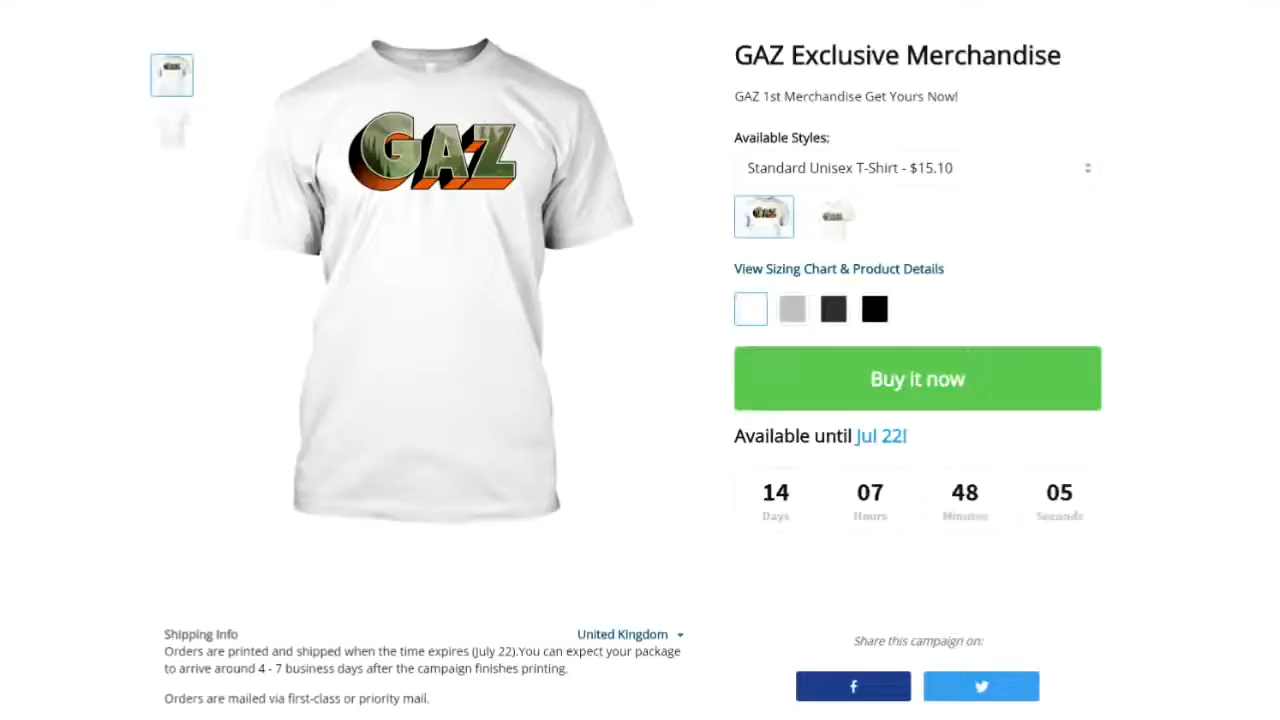 GAZ
GAZ Exclusive Merchandise
GAZ 1st Merchandise Get Yours Now!
Available Styles:
Standard Unisex T-Shirt - $15.10
View Sizing Chart & Product Details
Buy it now
Available until Jul 22!
14 07 48 05
Days Hours Minutes Seconds
Shipping Info United Kingdom
Orders are printed and shipped when the time expires (July 22).You can expect your package
to arrive around 4 - 7 business days after the campaign finishes printing.
Orders are mailed via first-class or priority mail.
Share this campaign on: